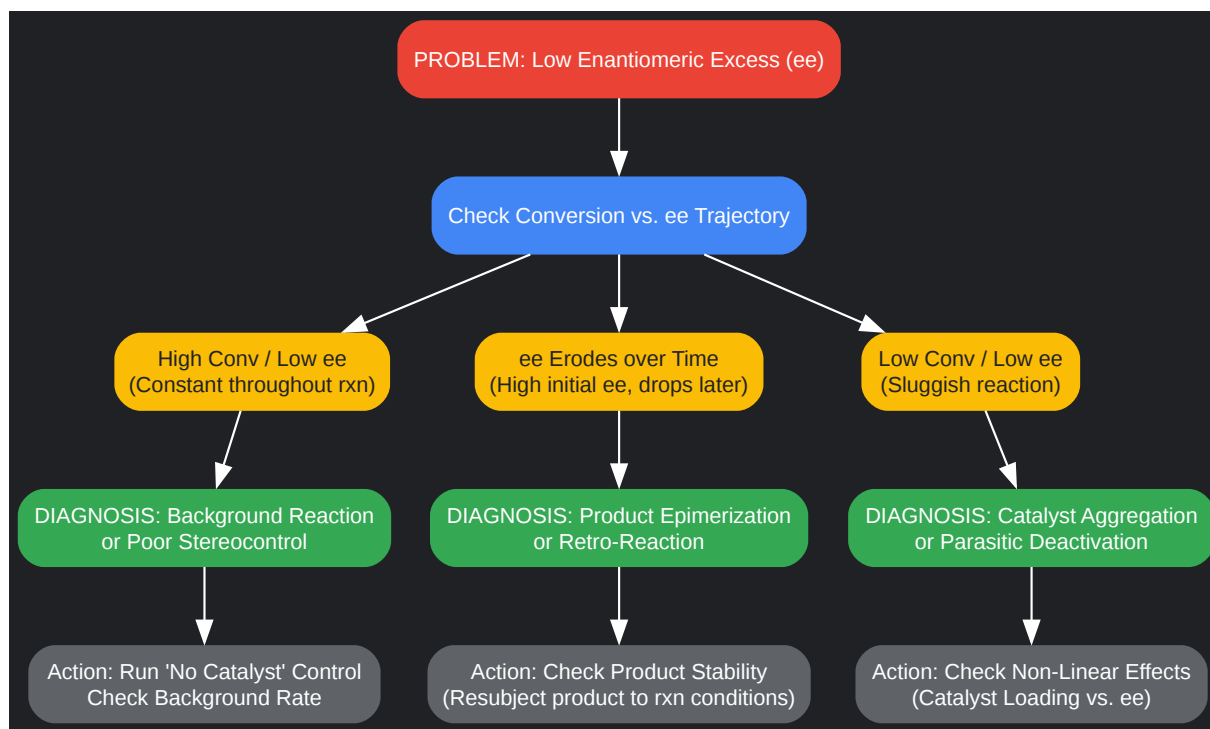 PROBLEM: Low Enantiomeric Excess (ee)
Check Conversion vs. ee Trajectory
High Conv / Low ee
(Constant throughout rxn)
ee Erodes over Time
(High initial ee, drops later)
Low Conv / Low ee
(Sluggish reaction)
DIAGNOSIS: Background Reaction
or Poor Stereocontrol
DIAGNOSIS: Product Epimerization
or Retro-Reaction
DIAGNOSIS: Catalyst Aggregation
or Parasitic Deactivation
Action: Run 'No Catalyst' Control
Check Background Rate
Action: Check Product Stability
(Resubject product to rxn conditions)
Action: Check Non-Linear Effects
(Catalyst Loading vs. ee)